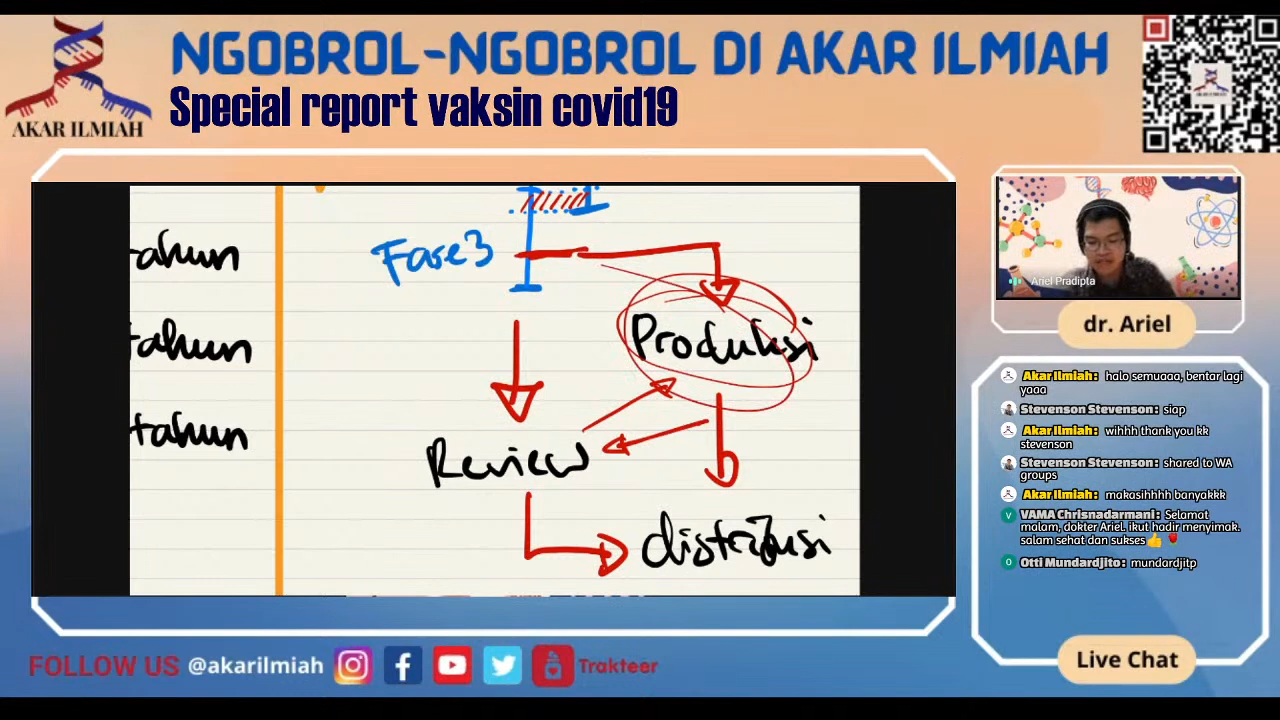 NGOBROL-NGOBROL DI AKAR ILMIAH
Special report vaksin covid19
AKAR ILMIAH
tahun
tahun
tahun
Fase3
Produksi
Review
distribusi
Ariel Pradipta
dr. Ariel
Akar Ilmiah : halo semuaaa, bentar lagi
yaaa
Stevenson Stevenson : siap
Akar Ilmiah : wihhh thank you kk
stevenson
Stevenson Stevenson : shared to WA
groups
Akar Ilmiah : makasihhhh banyakkk
V VAMA Chrisnadarmani : Selamat
malam, dokter Ariel. ikut hadir menyimak.
salam sehat dan sukses👍🌹
O Otti Mundardjito : mundardjitp
Live Chat
FOLLOW US @akarilmiah Trakteer